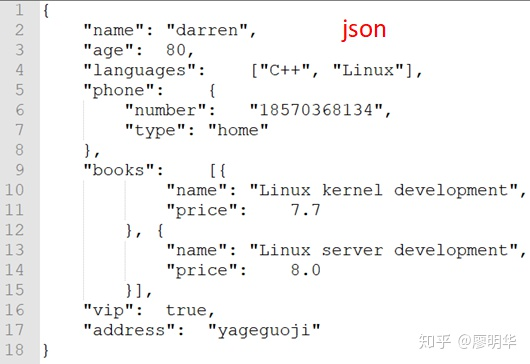 json
1 {
2 "name": "darren",
3 "age": 80,
4 "languages": ["C++", "Linux"],
5 "phone": {
6 "number": "18570368134",
7 "type": "home"
8 },
9 "books": [{
10 "name": "Linux kernel development",
11 "price": 7.7
12 }, {
13 "name": "Linux server development",
14 "price": 8.0
15 }],
16 "vip": true,
17 "address": "yageguoji"
18 }
知乎 @廖明华